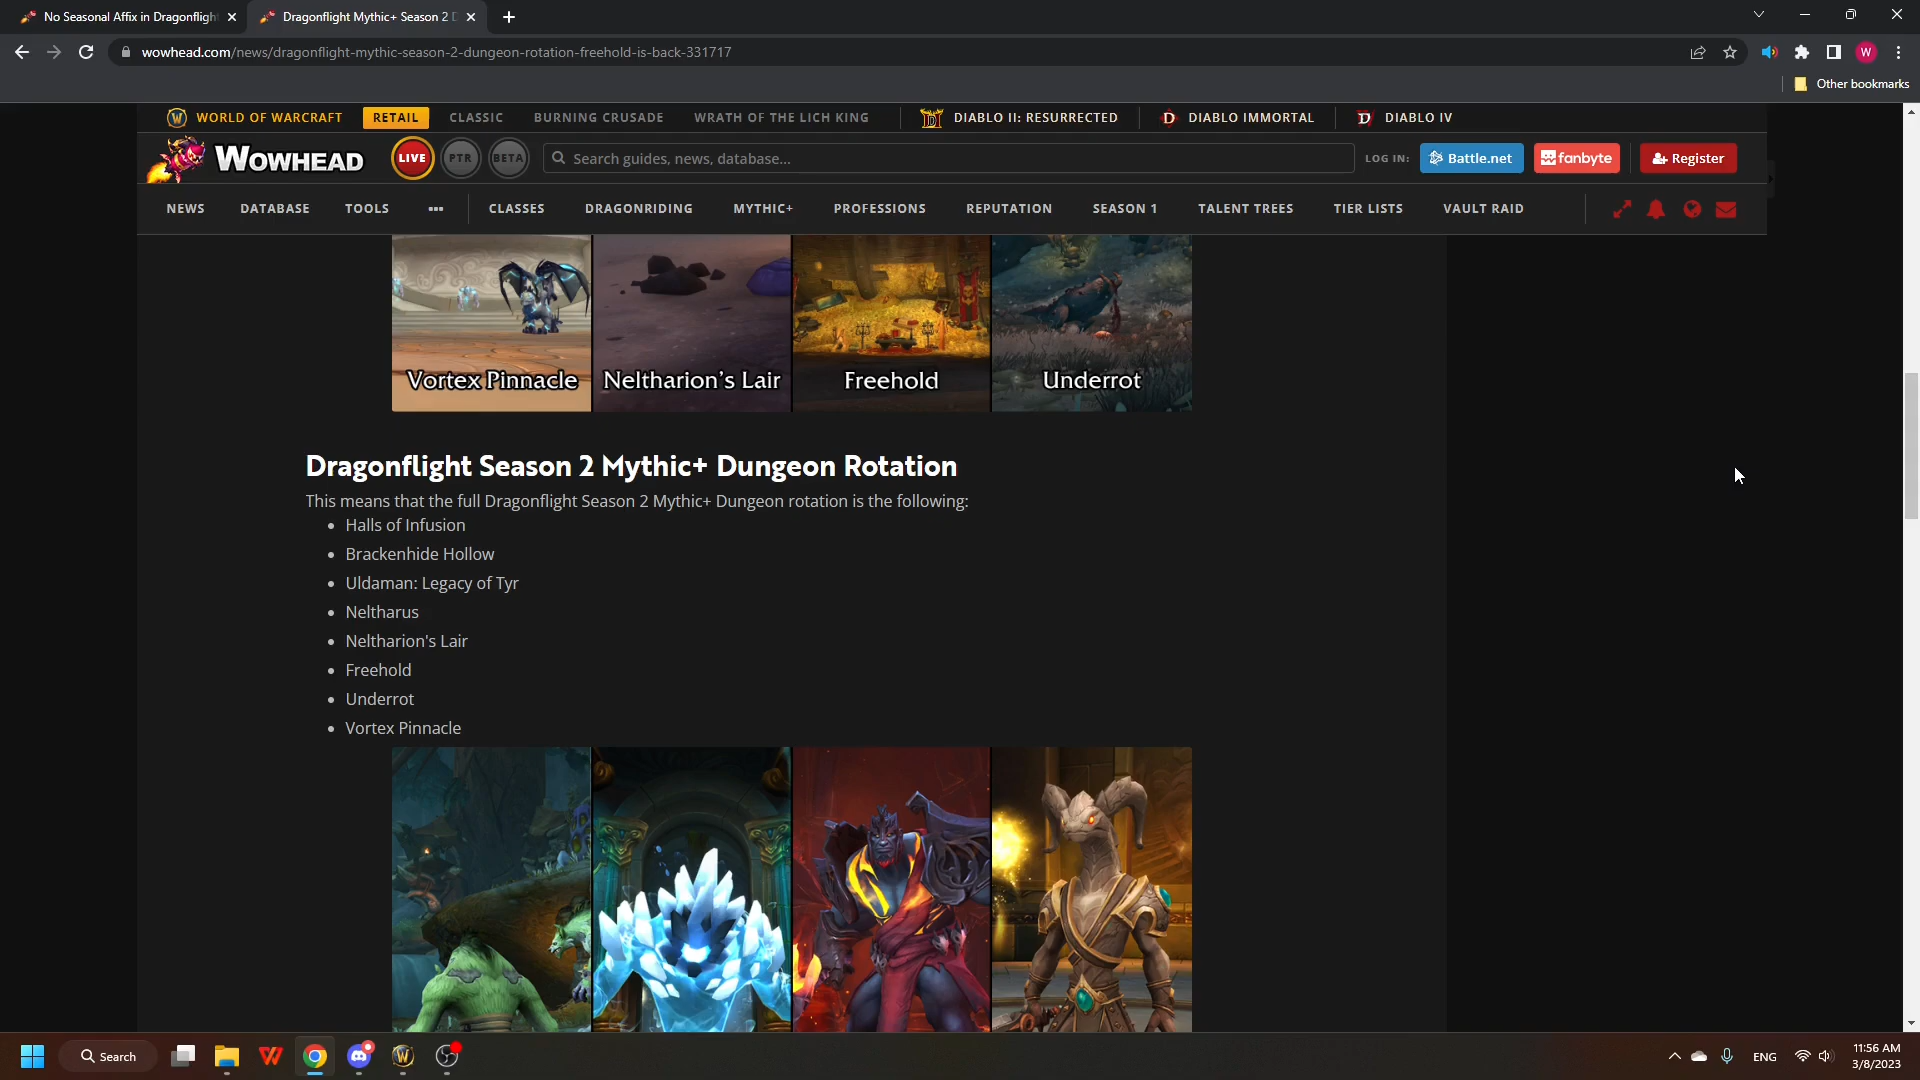 No Seasonal Affix in Dragonflight
Dragonflight Mythic+ Season 2 D
wowhead.com/news/dragonflight-mythic-season-2-dungeon-rotation-freehold-is-back-331717
W
Other bookmarks
WORLD OF WARCRAFT RETAIL CLASSIC BURNING CRUSADE WRATH OF THE LICH KING DIABLO II: RESURRECTED DIABLO IMMORTAL DIABLO IV
WOWHEAD LIVE PTR BETA Search guides, news, database... LOG IN: Battle.net fanbyte Register
NEWS DATABASE TOOLS ••• CLASSES DRAGONRIDING MYTHIC+ PROFESSIONS REPUTATION SEASON 1 TALENT TREES TIER LISTS VAULT RAID
Vortex Pinnacle Neltharion's Lair Freehold Underrot
Dragonflight Season 2 Mythic+ Dungeon Rotation
This means that the full Dragonflight Season 2 Mythic+ Dungeon rotation is the following:
• Halls of Infusion
• Brackenhide Hollow
• Uldaman: Legacy of Tyr
• Neltharus
• Neltharion's Lair
• Freehold
• Underrot
• Vortex Pinnacle
Search
ENG
11:56 AM
3/8/2023